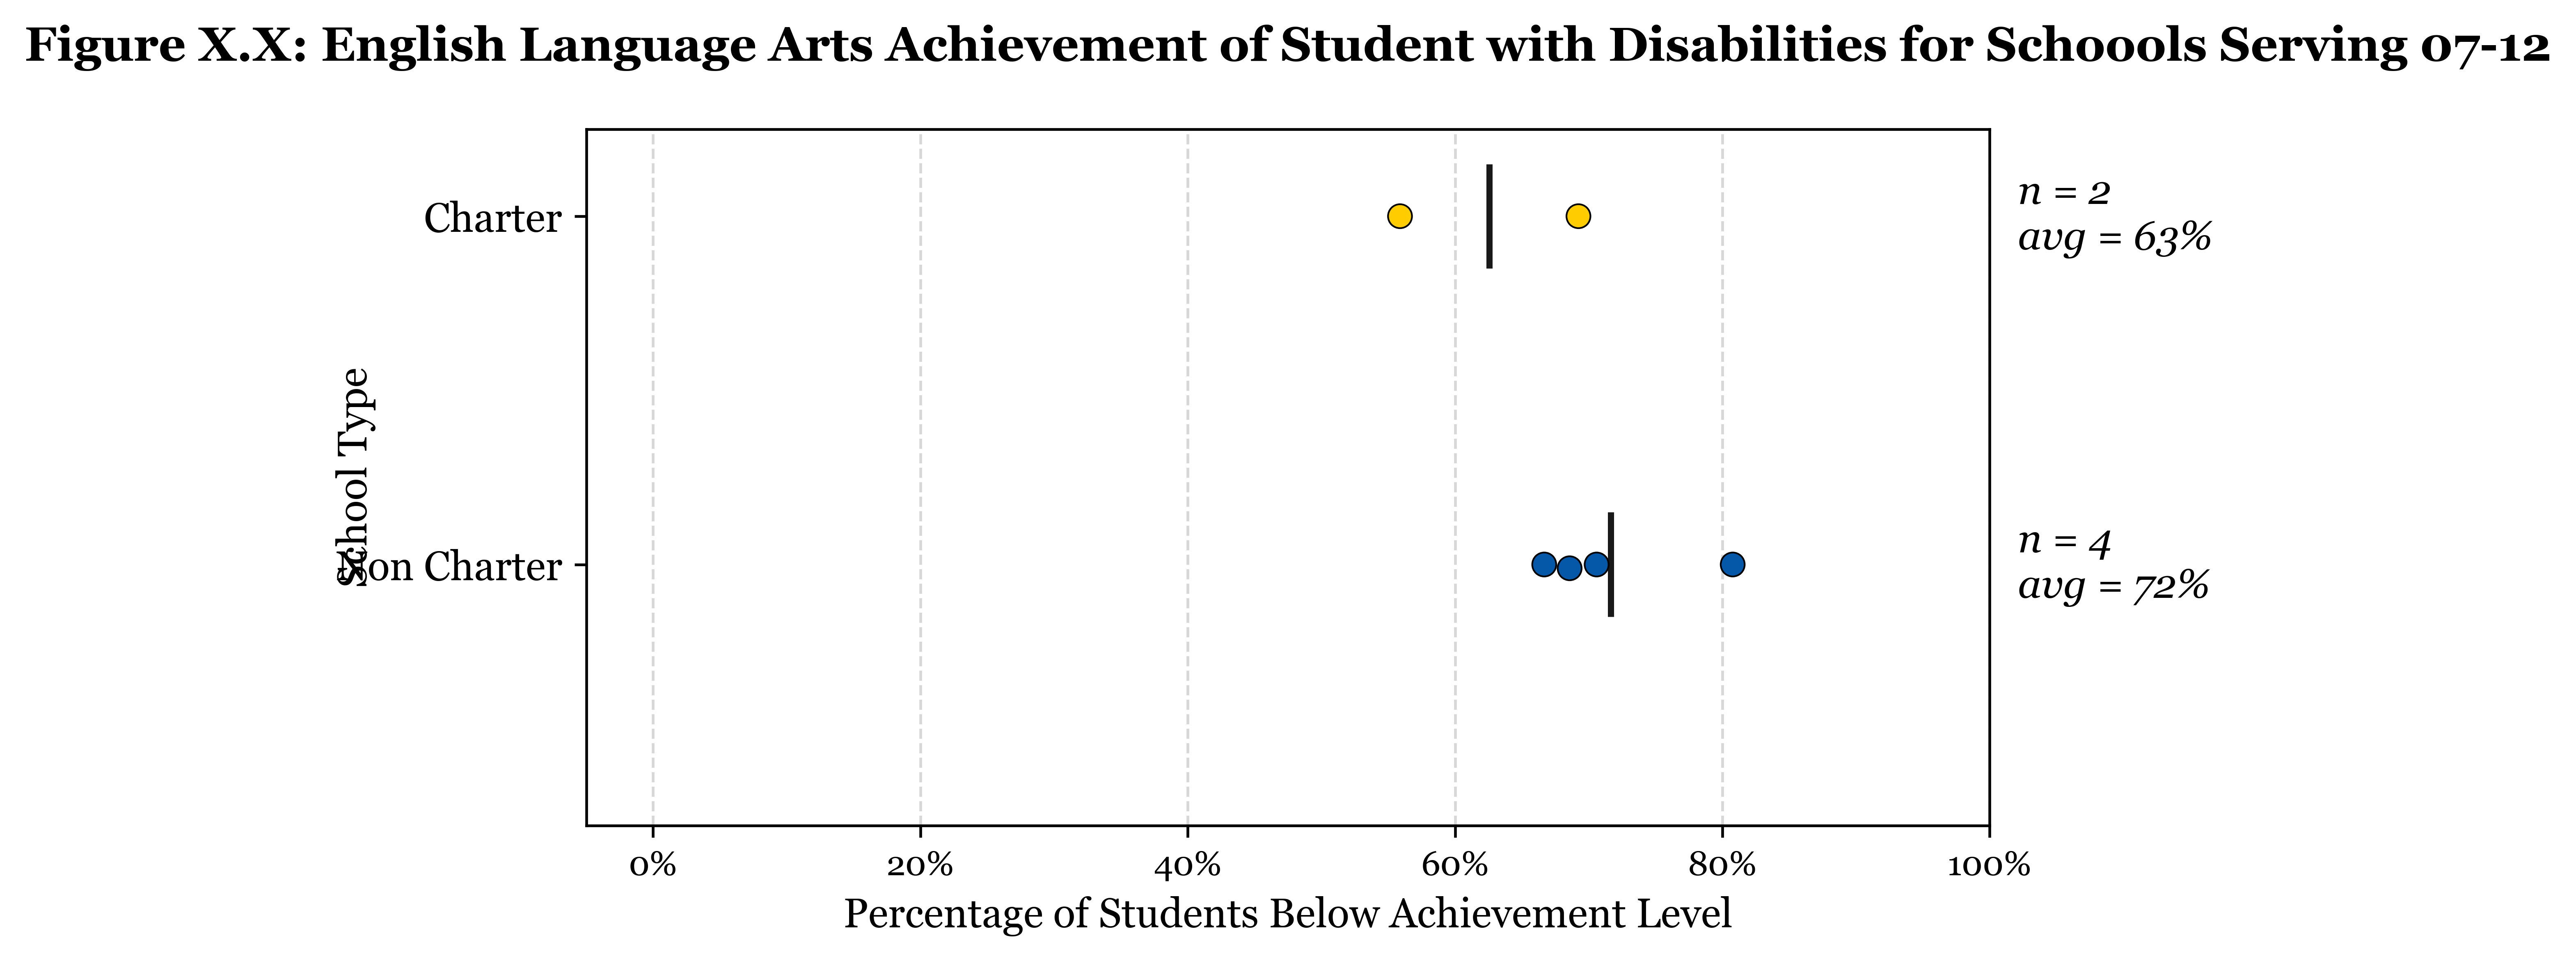 Figure X.X: English Language Arts Achievement of Student with Disabilities for Schoools Serving 07-12
Charter
n = 2
avg = 63%
School Type
Non Charter
n = 4
avg = 72%
0% 20% 40% 60% 80% 100%
Percentage of Students Below Achievement Level